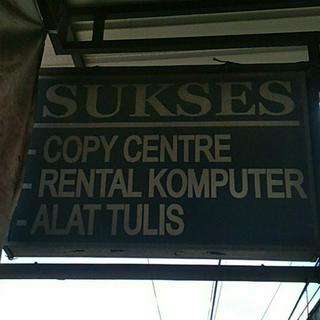 SUKSES
- COPY CENTRE
- RENTAL KOMPUTER
- ALAT TULIS